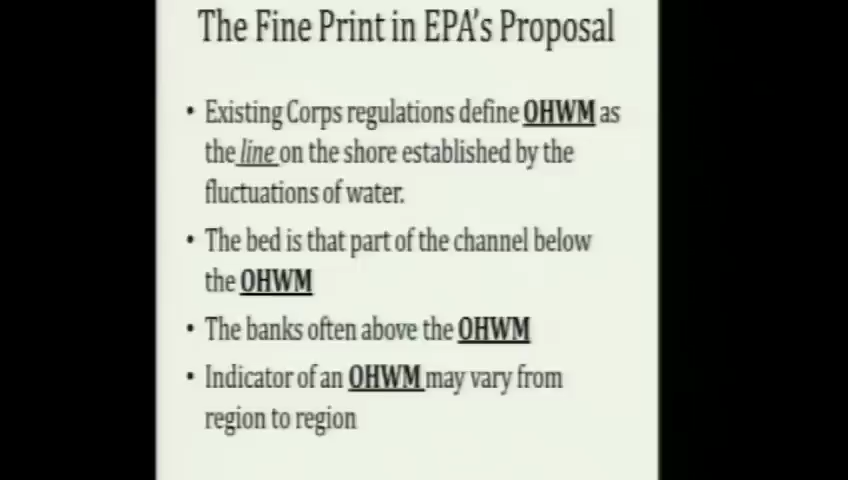 The Fine Print in EPA's Proposal
• Existing Corps regulations define OHWM as
the line on the shore established by the
fluctuations of water.
• The bed is that part of the channel below
the OHWM
• The banks often above the OHWM
• Indicator of an OHWM may vary from
region to region